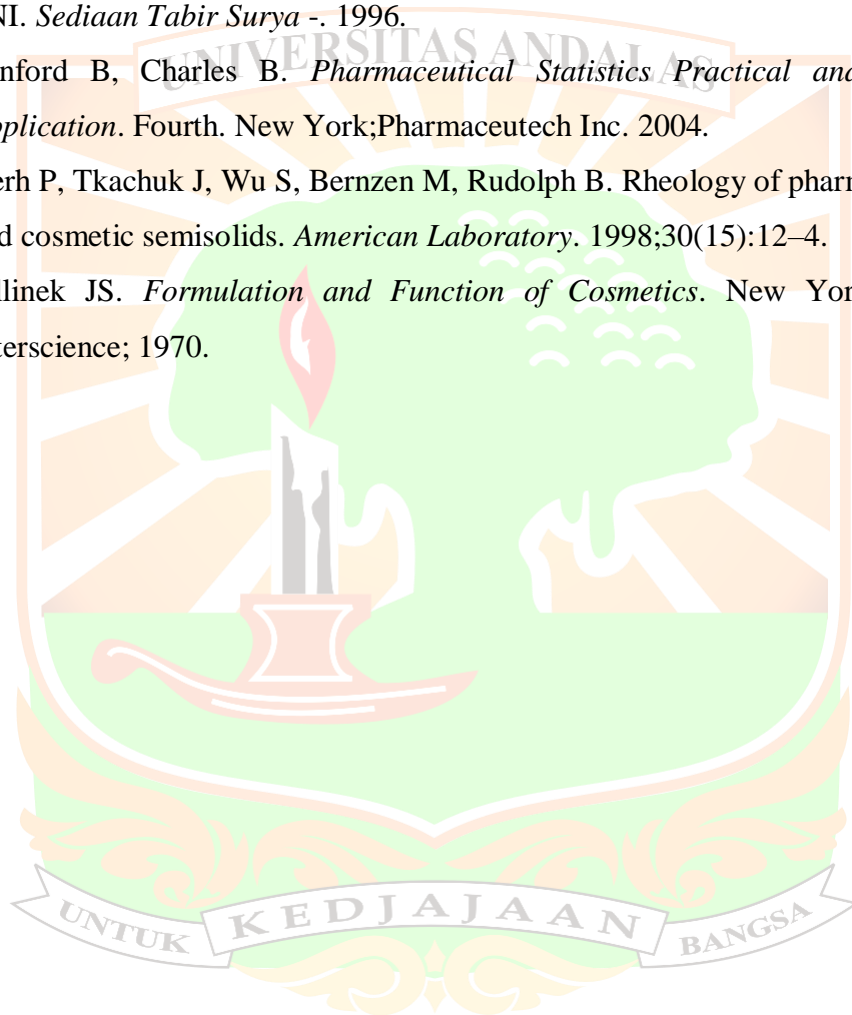 NI. Sediaan Tabir Surya -. 1996.
UNIVERSITAS ANDALAS
nford B, Charles B. Pharmaceutical Statistics Practical and
pplication. Fourth. New York;Pharmaceutech Inc. 2004.
erh P, Tkachuk J, Wu S, Bernzen M, Rudolph B. Rheology of pharm
d cosmetic semisolids. American Laboratory. 1998;30(15):12–4.
llinek JS. Formulation and Function of Cosmetics. New Yor
terscience; 1970.
UNTUK KEDJAJAAN BANGSA